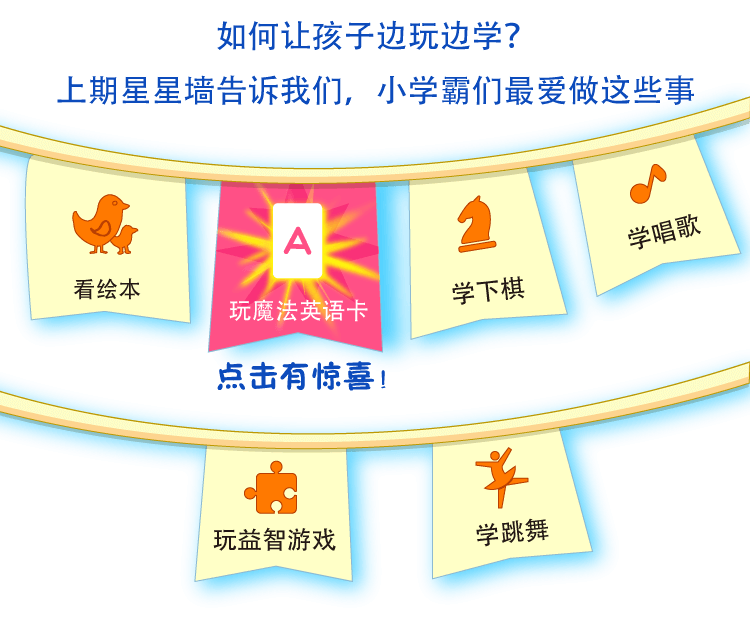 如何让孩子边玩边学？
上期星星墙告诉我们，小学霸们最爱做这些事
看绘本
A
玩魔法英语卡
学下棋
学唱歌
点击有惊喜！
玩益智游戏
学跳舞